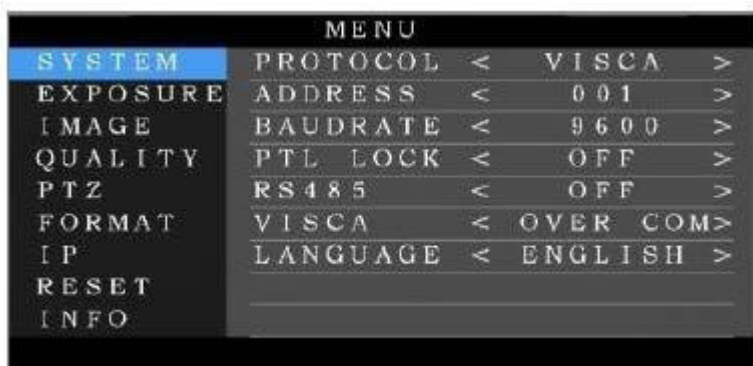 MENU
SYSTEM PROTOCOL < VISCA >
EXPOSURE ADDRESS < 001 >
IMAGE BAUDRATE < 9600 >
QUALITY PTL LOCK < OFF >
PTZ RS485 < OFF >
FORMAT VISCA < OVER COM>
IP LANGUAGE < ENGLISH >
RESET
INFO